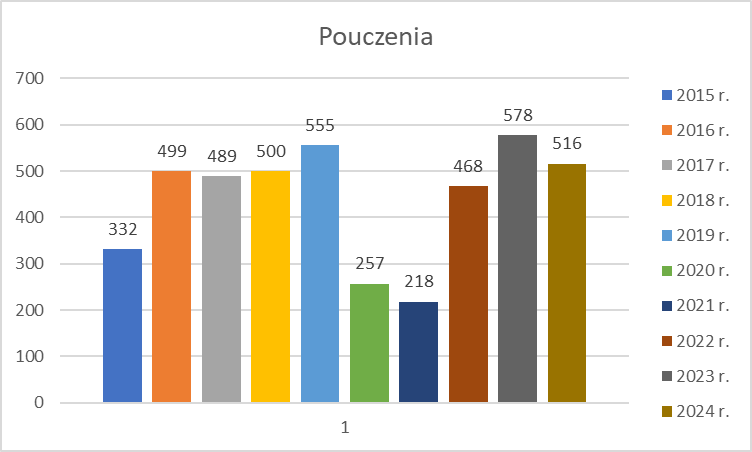 Pouczenia
700
600
500
400
300
200
100
0
332
499
489
500
555
257
218
468
578
516
1
2015 r.
2016 r.
2017 r.
2018 r.
2019 r.
2020 r.
2021 r.
2022 r.
2023 r.
2024 r.